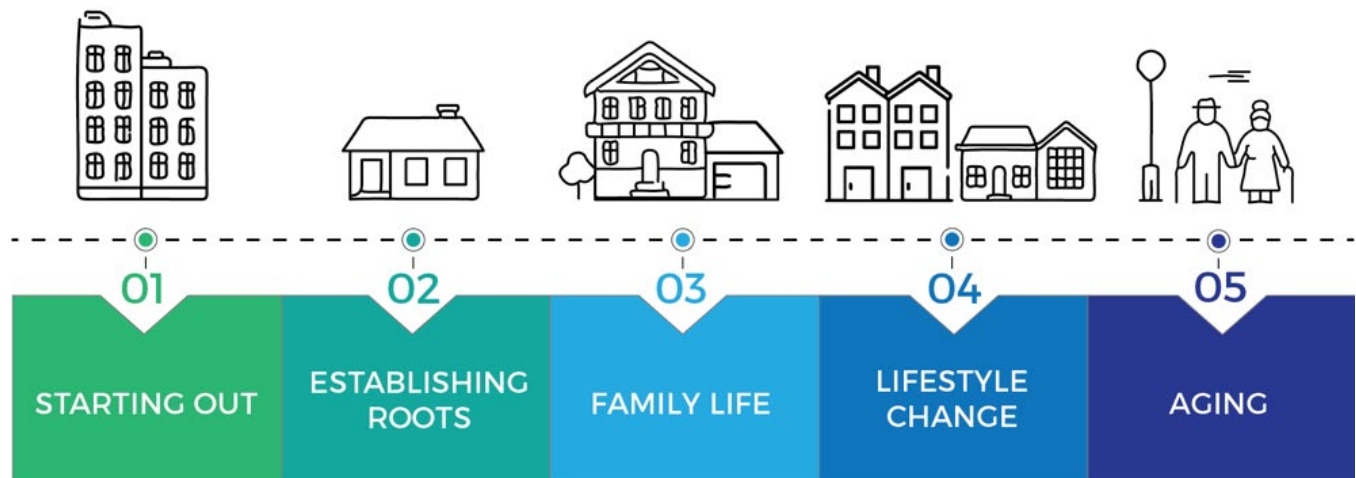 01
02
03
04
05
STARTING OUT
ESTABLISHING
ROOTS
FAMILY LIFE
LIFESTYLE
CHANGE
AGING